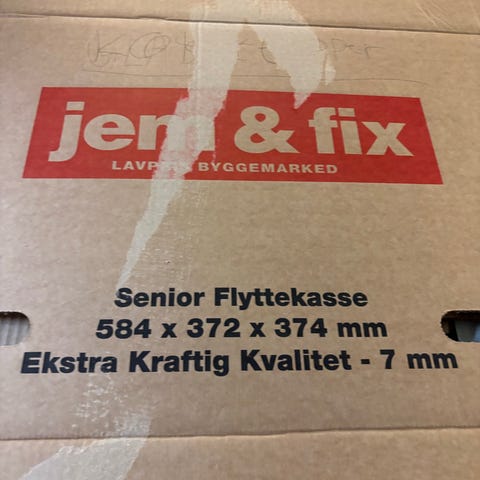 jem & fix
LAVPRIS BYGGEMARKED
Senior Flyttekasse
584 x 372 x 374 mm
Ekstra Kraftig Kvalitet - 7 mm